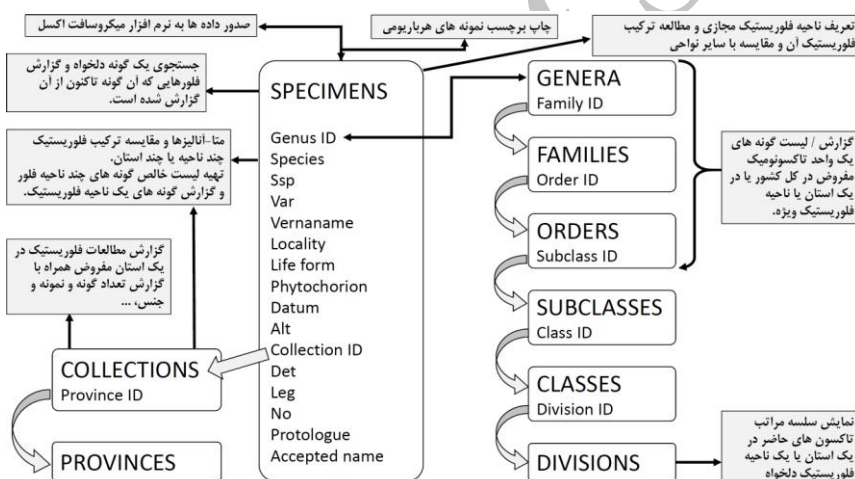 صدور داده ها به نرم افزار میکروسافت اکسل
چاپ برچسب نمونه های هرباریومی
تعریف ناحیه فلوریستیک مجازی و مطالعه ترکیب
فلوریستیک آن و مقایسه با سایر نواحی
جستجوی یک گونه دلخواه و گزارش
فلورهایی که آن گونه تاکنون از آن
گزارش شده است.
متا-آنالیزها و مقایسه ترکیب فلوریستیک
چند ناحیه یا چند استان.
تهیه لیست خالص گونه های چند ناحیه فلور
و گزارش گونه های یک ناحیه فلوریستیک.
گزارش مطالعات فلوریستیک در
یک استان مفروض همراه با
گزارش تعداد گونه و نمونه و
جنس، ...
COLLECTIONS
Province ID
PROVINCES
SPECIMENS
Genus ID
Species
Ssp
Var
Vernaname
Locality
Life form
Phytochorion
Datum
Alt
Collection ID
Det
Leg
No
Protologue
Accepted name
GENERA
Family ID
FAMILIES
Order ID
ORDERS
Subclass ID
SUBCLASSES
Class ID
CLASSES
Division ID
DIVISIONS
گزارش / لیست گونه های
یک واحد تاکسونومیک
مفروض در کل کشور یا در
یک استان یا ناحیه
فلوریستیک ویژه.
نمایش سلسه مراتب
تاکسون های حاضر در
یک استان یا یک ناحیه
فلوریستیک دلخواه